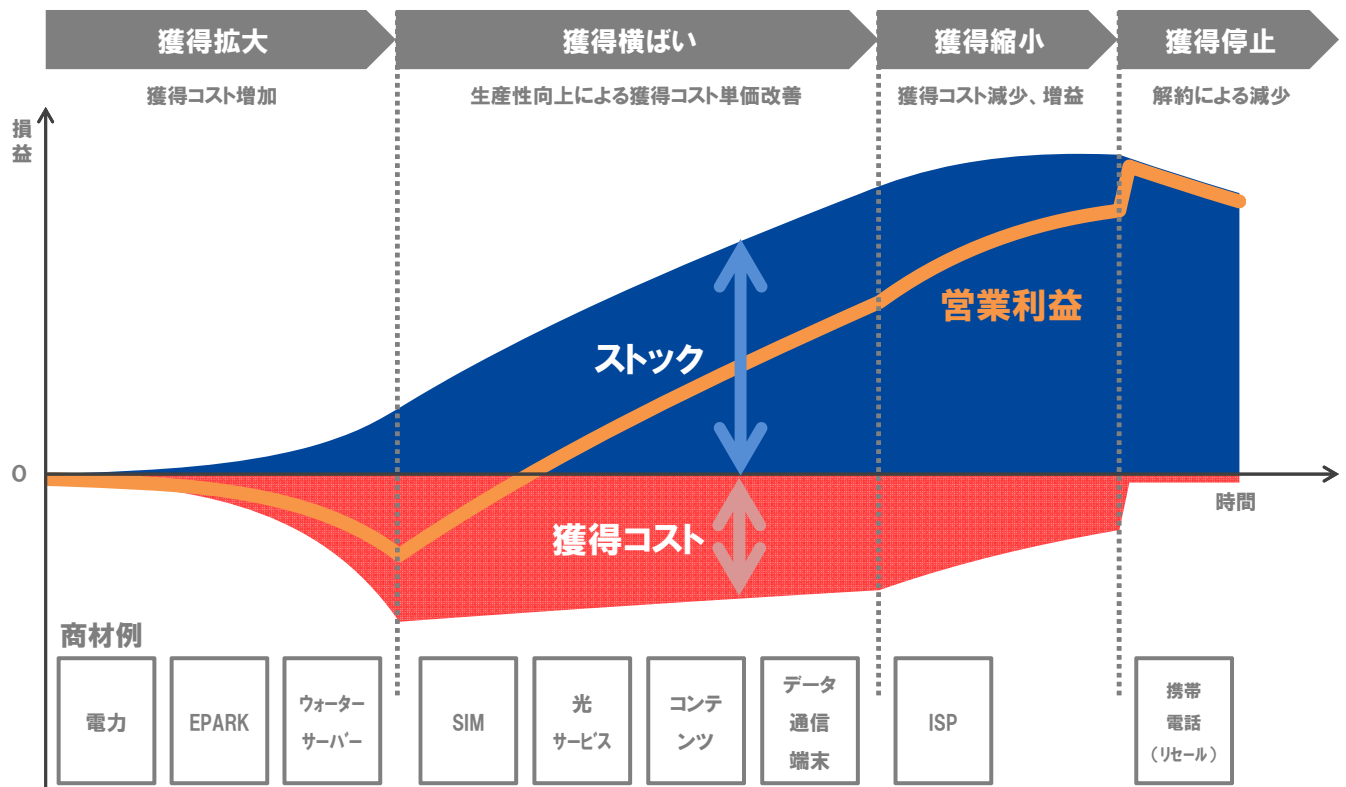 獲得拡大
獲得横ばい
獲得縮小
獲得停止
獲得コスト増加
生産性向上による獲得コスト単価改善
獲得コスト減少、増益
解約による減少
損
益
営業利益
ストック
0
時間
獲得コスト
商材例
電力
EPARK
ウォーター
サーバー
SIM
光
サービス
コンテ
ンツ
データ
通信
端末
ISP
携帯
電話
(リセール)